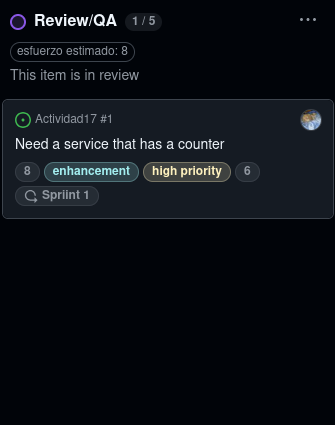 Review/QA 1 / 5 ···
esfuerzo estimado: 8
This item is in review
Actividad17 #1
Need a service that has a counter
8 enhancement high priority 6
Spriint 1